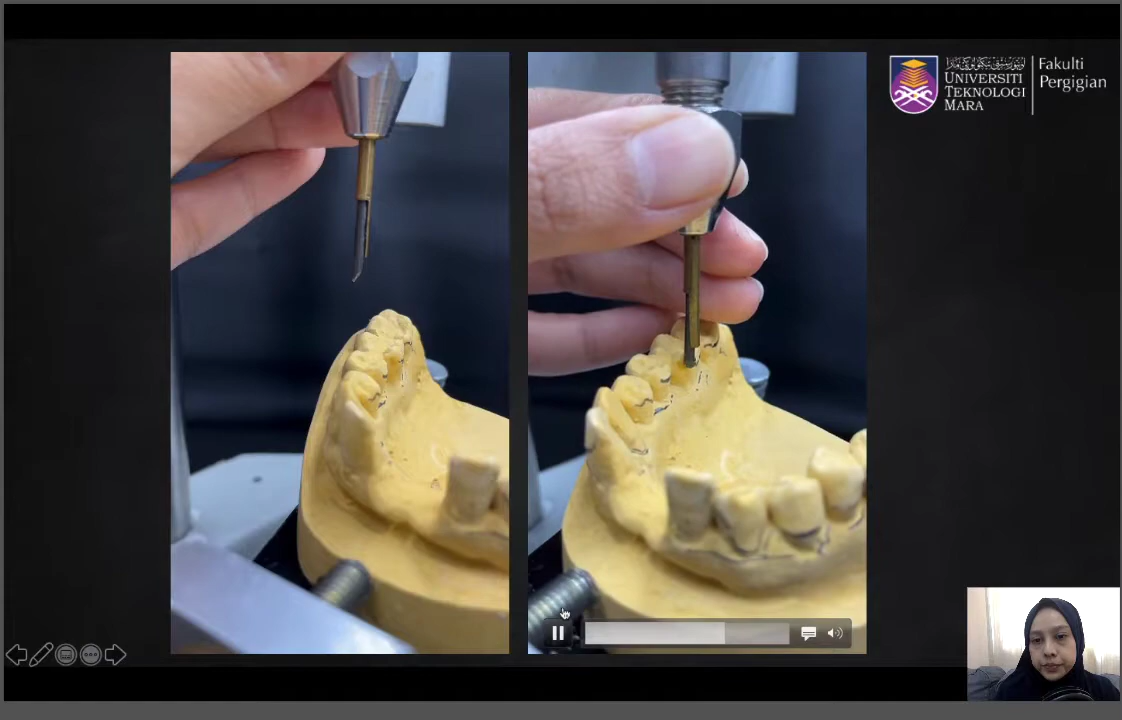 UNIVERSITI
TEKNOLOGI
MARA
Fakulti
Pergigian